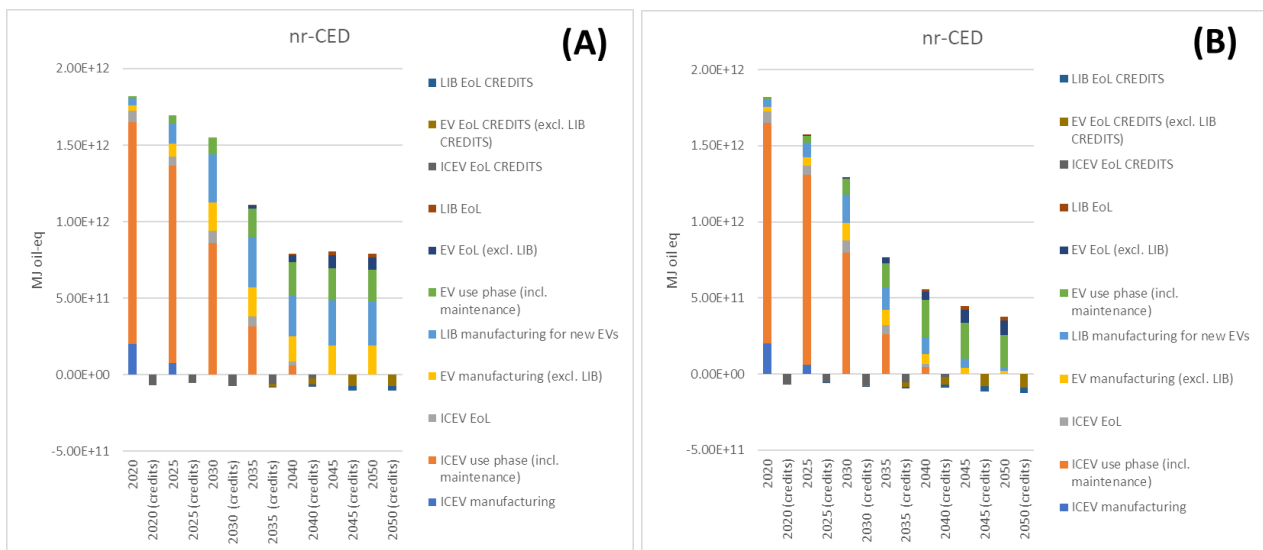 nr-CED
(A)
2.00E+12
1.50E+12
1.00E+12
5.00E+11
0.00E+00
-5.00E+11
MJ oil-eq
2020
2020 (credits)
2025
2025 (credits)
2030
2030 (credits)
2035
2035 (credits)
2040
2040 (credits)
2045
2045 (credits)
2050
2050 (credits)
LIB EoL CREDITS
EV EoL CREDITS (excl. LIB
CREDITS)
ICEV EoL CREDITS
LIB EoL
EV EoL (excl. LIB)
EV use phase (incl.
maintenance)
LIB manufacturing for new EVs
EV manufacturing (excl. LIB)
ICEV EoL
ICEV use phase (incl.
maintenance)
ICEV manufacturing
nr-CED
(B)
2.00E+12
1.50E+12
1.00E+12
5.00E+11
0.00E+00
-5.00E+11
MJ oil eq
2020
2020 (credits)
2025
2025 (credits)
2030
2030 (credits)
2035
2035 (credits)
2040
2040 (credits)
2045
2045 (credits)
2050
2050 (credits)
LIB EoL CREDITS
EV EoL CREDITS (excl. LIB
CREDITS)
ICEV EoL CREDITS
LIB EoL
EV EoL (excl. LIB)
EV use phase (incl.
maintenance)
LIB manufacturing for new EVs
EV manufacturing (excl. LIB)
ICEV EoL
ICEV use phase (incl.
maintenance)
ICEV manufacturing